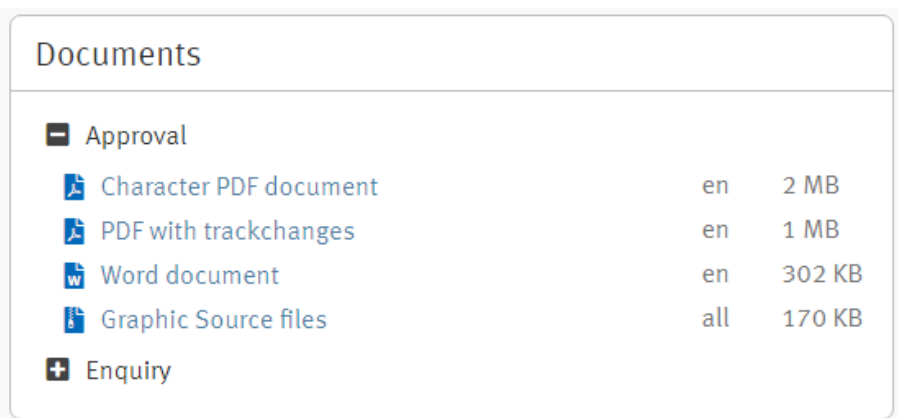 Documents
Approval
Character PDF document en 2 MB
PDF with trackchanges en 1 MB
Word document en 302 KB
Graphic Source files all 170 KB
Enquiry